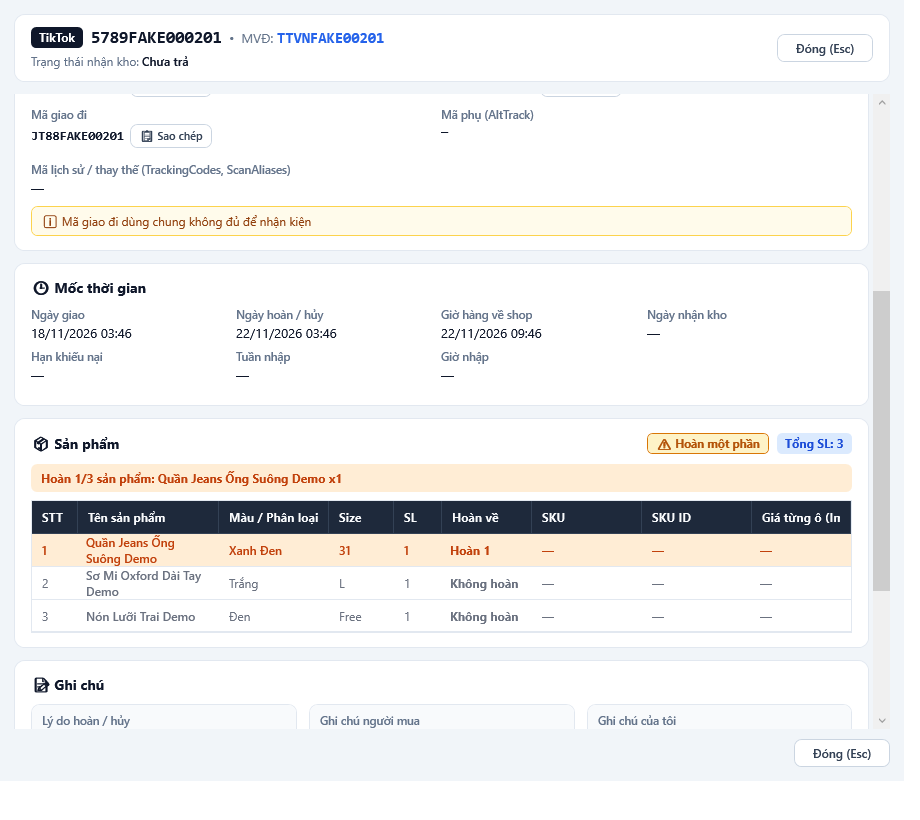 TikTok 5789FAKE000201 • MVĐ: TTVNFAKE00201
Trạng thái nhận kho: Chưa trả
Đóng (Esc)
Mã giao đi
Mã phụ (AltTrack)
JT88FAKE00201 Sao chép
—
Mã lịch sử / thay thế (TrackingCodes, ScanAliases)
—
Mã giao đi dùng chung không đủ để nhận kiện
Mốc thời gian
Ngày giao Ngày hoàn / hủy Giờ hàng về shop Ngày nhận kho
18/11/2026 03:46 22/11/2026 03:46 22/11/2026 09:46 —
Hạn khiếu nại Tuần nhập Giờ nhập
— — —
Sản phẩm Hoàn một phần Tổng SL: 3
Hoàn 1/3 sản phẩm: Quần Jeans Ống Suông Demo x1
STT Tên sản phẩm Màu / Phân loại Size SL Hoàn về SKU SKU ID Giá từng ô (In
1 Quần Jeans Ống Suông Demo Xanh Đen 31 1 Hoàn 1 — — —
2 Sơ Mi Oxford Dài Tay Demo Trắng L 1 Không hoàn — — —
3 Nón Lưỡi Trai Demo Đen Free 1 Không hoàn — — —
Ghi chú
Lý do hoàn / hủy Ghi chú người mua Ghi chú của tôi
Đóng (Esc)